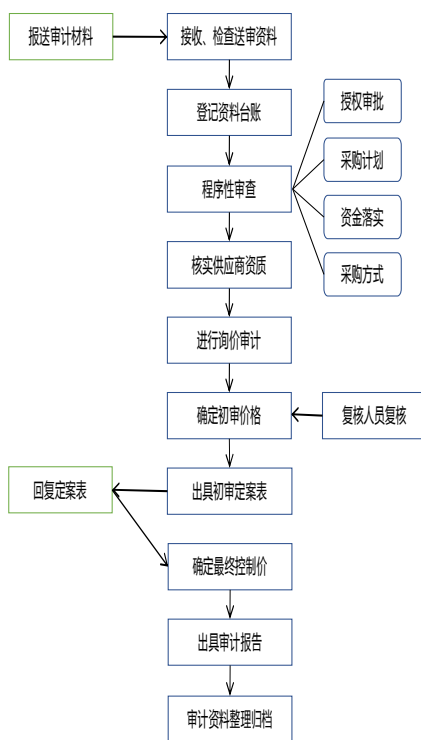 报送审计材料
接收、检查送审资料
登记资料台账
授权审批
采购计划
程序性审查
资金落实
核实供应商资质
采购方式
进行询价审计
确定初审价格
复核人员复核
回复定案表
出具初审定案表
确定最终控制价
出具审计报告
审计资料整理归档